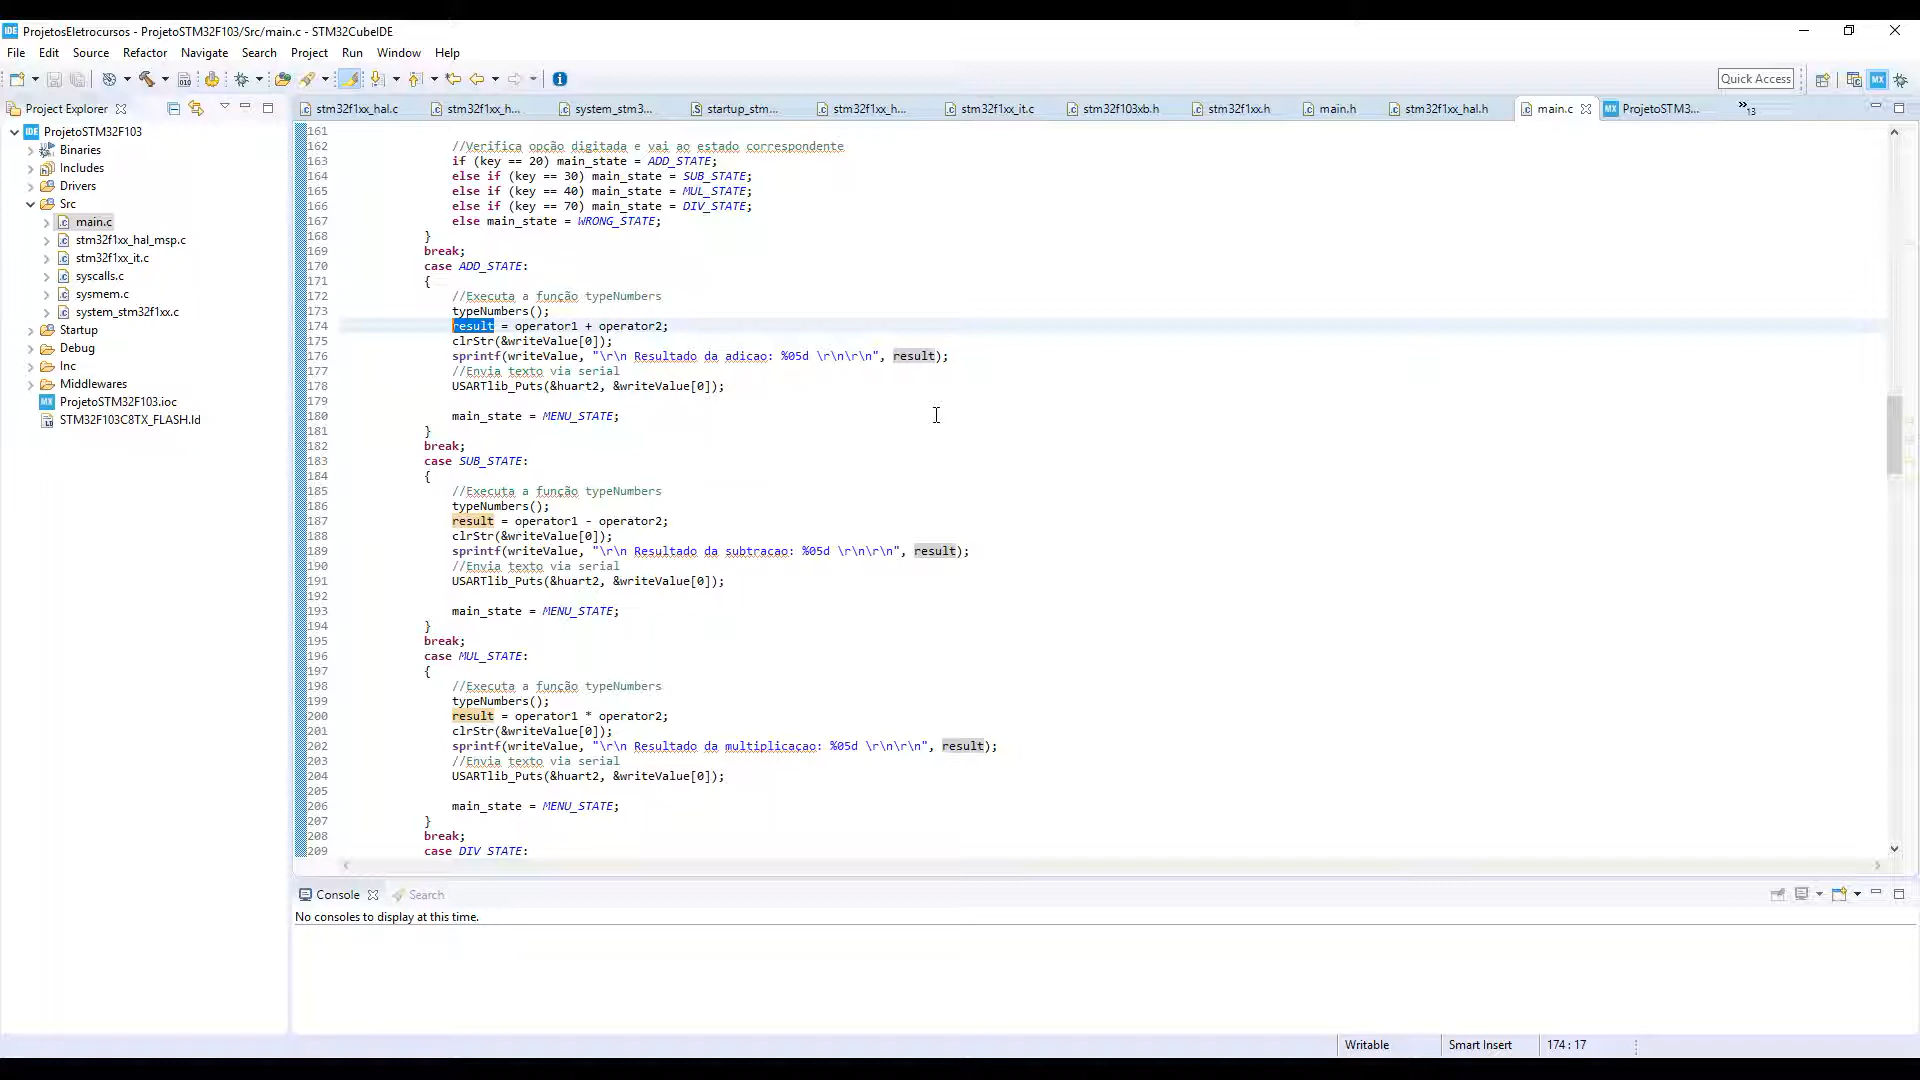 ProjetosEletrocursos - ProjetoSTM32F103/Src/main.c - STM32CubeIDE
File Edit Source Refactor Navigate Search Project Run Window Help
Quick Access
Project Explorer
stm32f1xx_hal.c stm32f1xx_h... system_stm3... startup_stm... stm32f1xx_h... stm32f1xx_it.c stm32f103xb.h stm32f1xx.h main.h stm32f1xx_hal.h main.c ProjetoSTM3... 13
ProjetoSTM32F103
Binaries
Includes
Drivers
Src
main.c
stm32f1xx_hal_msp.c
stm32f1xx_it.c
syscalls.c
sysmem.c
system_stm32f1xx.c
Startup
Debug
Inc
Middlewares
ProjetoSTM32F103.ioc
STM32F103C8TX_FLASH.ld
161
162 //Verifica opção digitada e vai ao estado correspondente
163 if (key == 20) main_state = ADD_STATE;
164 else if (key == 30) main_state = SUB_STATE;
165 else if (key == 40) main_state = MUL_STATE;
166 else if (key == 70) main_state = DIV_STATE;
167 else main_state = WRONG_STATE;
168 }
169 break;
170 case ADD_STATE:
171 {
172 //Executa a função typeNumbers
173 typeNumbers();
174 result = operator1 + operator2;
175 clrStr(&writeValue[0]);
176 sprintf(writeValue, "\r\n Resultado da adicao: %05d \r\n\r\n", result);
177 //Envia texto via serial
178 USARTlib_Puts(&huart2, &writeValue[0]);
179
180 main_state = MENU_STATE;
181 }
182 break;
183 case SUB_STATE:
184 {
185 //Executa a função typeNumbers
186 typeNumbers();
187 result = operator1 - operator2;
188 clrStr(&writeValue[0]);
189 sprintf(writeValue, "\r\n Resultado da subtracao: %05d \r\n\r\n", result);
190 //Envia texto via serial
191 USARTlib_Puts(&huart2, &writeValue[0]);
192
193 main_state = MENU_STATE;
194 }
195 break;
196 case MUL_STATE:
197 {
198 //Executa a função typeNumbers
199 typeNumbers();
200 result = operator1 * operator2;
201 clrStr(&writeValue[0]);
202 sprintf(writeValue, "\r\n Resultado da multiplicaçao: %05d \r\n\r\n", result);
203 //Envia texto via serial
204 USARTlib_Puts(&huart2, &writeValue[0]);
205
206 main_state = MENU_STATE;
207 }
208 break;
209 case DIV_STATE:
Console Search
No consoles to display at this time.
Writable Smart Insert 174 : 17